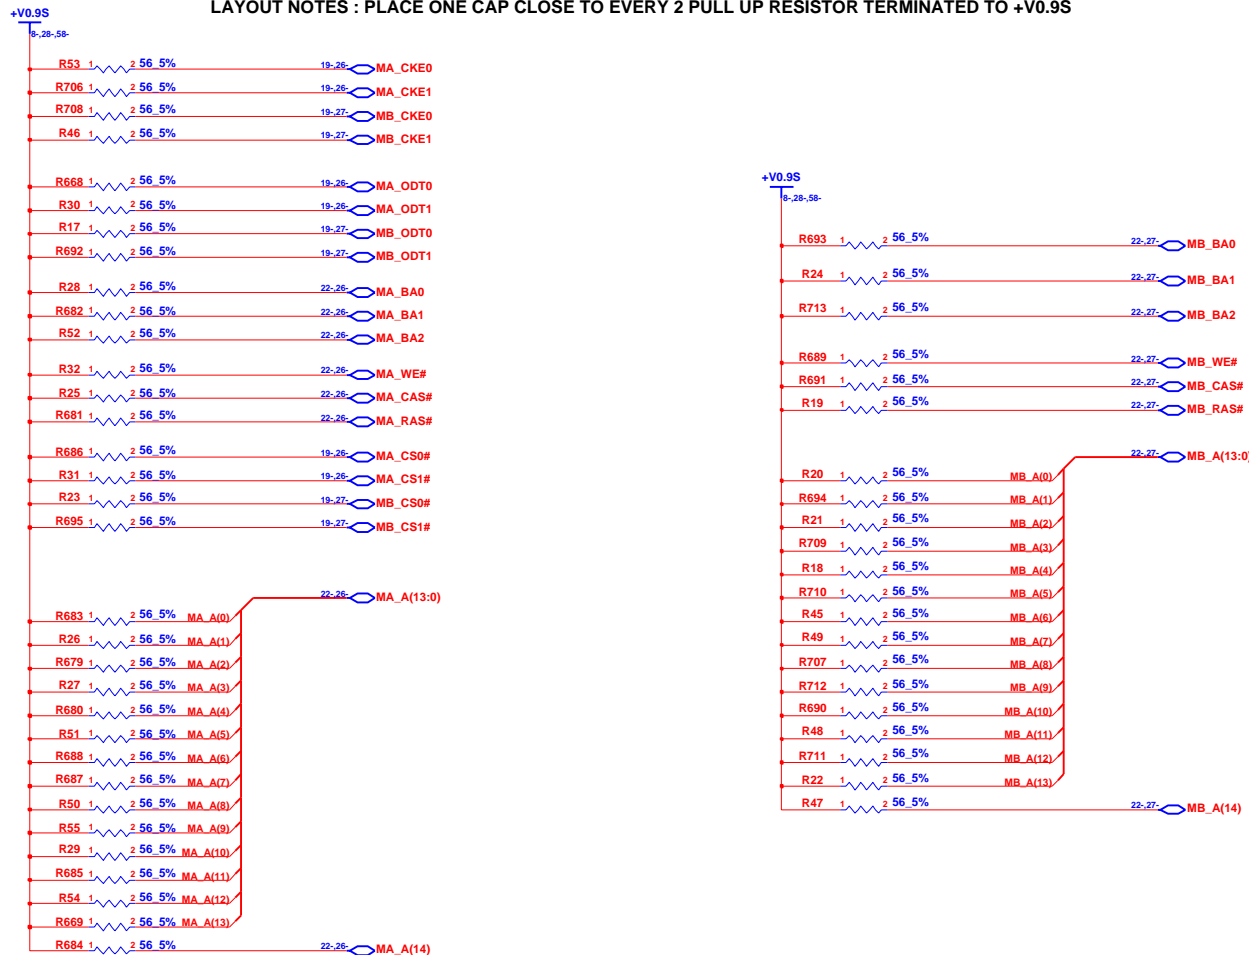 LAYOUT NOTES : PLACE ONE CAP CLOSE TO EVERY 2 PULL UP RESISTOR TERMINATED TO +V0.9S
+V0.9S
8-,28-,58-
R53 1 2 56_5% 19-,26- MA_CKE0
R706 1 2 56_5% 19-,26- MA_CKE1
R708 1 2 56_5% 19-,27- MB_CKE0
R46 1 2 56_5% 19-,27- MB_CKE1
R668 1 2 56_5% 19-,26- MA_ODT0
R30 1 2 56_5% 19-,26- MA_ODT1
R17 1 2 56_5% 19-,27- MB_ODT0
R692 1 2 56_5% 19-,27- MB_ODT1
R28 1 2 56_5% 22-,26- MA_BA0
R682 1 2 56_5% 22-,26- MA_BA1
R52 1 2 56_5% 22-,26- MA_BA2
R32 1 2 56_5% 22-,26- MA_WE#
R25 1 2 56_5% 22-,26- MA_CAS#
R681 1 2 56_5% 22-,26- MA_RAS#
R686 1 2 56_5% 19-,26- MA_CS0#
R31 1 2 56_5% 19-,26- MA_CS1#
R23 1 2 56_5% 19-,27- MB_CS0#
R695 1 2 56_5% 19-,27- MB_CS1#
22-,26- MA_A(13:0)
R683 1 2 56_5% MA_A(0)
R26 1 2 56_5% MA_A(1)
R679 1 2 56_5% MA_A(2)
R27 1 2 56_5% MA_A(3)
R680 1 2 56_5% MA_A(4)
R51 1 2 56_5% MA_A(5)
R688 1 2 56_5% MA_A(6)
R687 1 2 56_5% MA_A(7)
R50 1 2 56_5% MA_A(8)
R55 1 2 56_5% MA_A(9)
R29 1 2 56_5% MA_A(10)
R685 1 2 56_5% MA_A(11)
R54 1 2 56_5% MA_A(12)
R669 1 2 56_5% MA_A(13)
R684 1 2 56_5% 22-,26- MA_A(14)
+V0.9S
8-,28-,58-
R693 1 2 56_5% 22-,27- MB_BA0
R24 1 2 56_5% 22-,27- MB_BA1
R713 1 2 56_5% 22-,27- MB_BA2
R689 1 2 56_5% 22-,27- MB_WE#
R691 1 2 56_5% 22-,27- MB_CAS#
R19 1 2 56_5% 22-,27- MB_RAS#
22-,27- MB_A(13:0)
R20 1 2 56_5% MB_A(0)
R694 1 2 56_5% MB_A(1)
R21 1 2 56_5% MB_A(2)
R709 1 2 56_5% MB_A(3)
R18 1 2 56_5% MB_A(4)
R710 1 2 56_5% MB_A(5)
R45 1 2 56_5% MB_A(6)
R49 1 2 56_5% MB_A(7)
R707 1 2 56_5% MB_A(8)
R712 1 2 56_5% MB_A(9)
R690 1 2 56_5% MB_A(10)
R48 1 2 56_5% MB_A(11)
R711 1 2 56_5% MB_A(12)
R22 1 2 56_5% MB_A(13)
R47 1 2 56_5% 22-,27- MB_A(14)